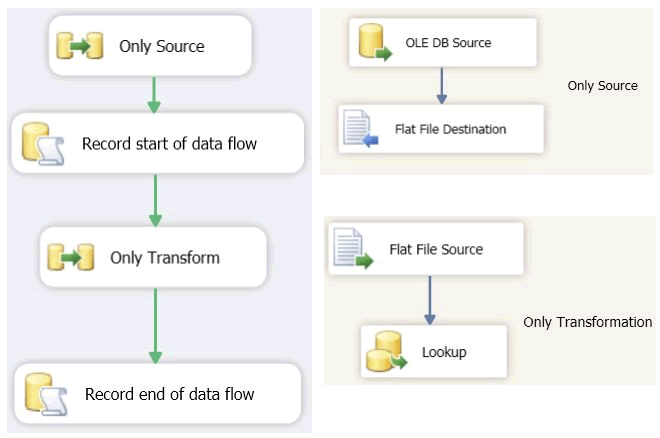 Only Source
Record start of data flow
Only Transform
Record end of data flow
OLE DB Source
Flat File Destination
Only Source
Flat File Source
Lookup
Only Transformation